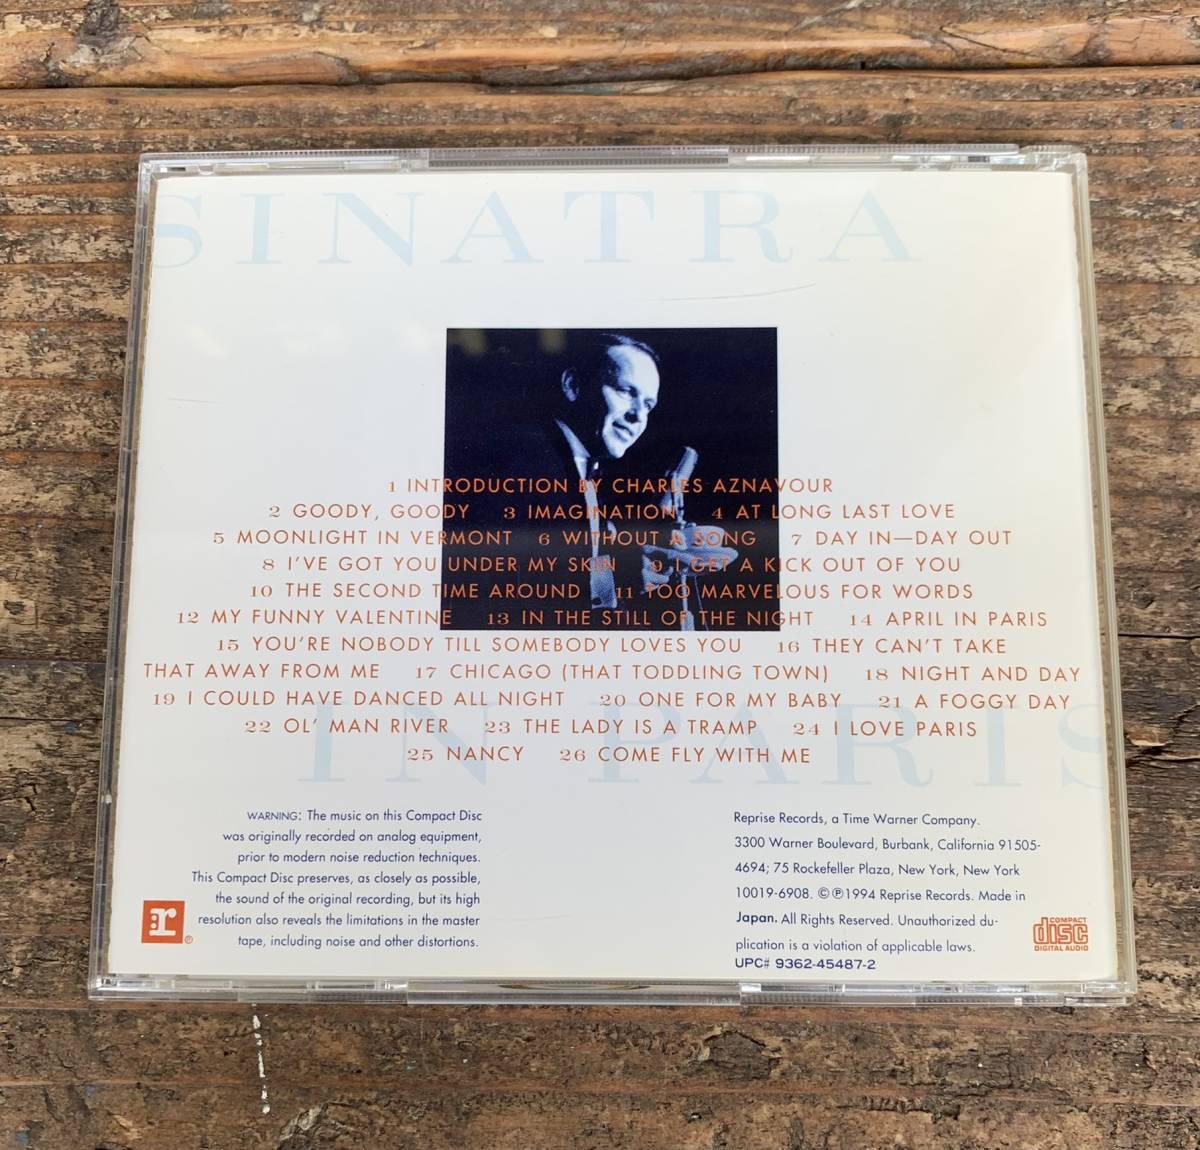 SINATRA
1 INTRODUCTION BY CHARLES AZNAVOUR
2 GOODY, GOODY 3 IMAGINATION 4 AT LONG LAST LOVE
5 MOONLIGHT IN VERMONT 6 WITHOUT A SONG 7 DAY IN—DAY OUT
8 I'VE GOT YOU UNDER MY SKIN 9 I GET A KICK OUT OF YOU
10 THE SECOND TIME AROUND 11 TOO MARVELOUS FOR WORDS
12 MY FUNNY VALENTINE 13 IN THE STILL OF THE NIGHT 14 APRIL IN PARIS
15 YOU'RE NOBODY TILL SOMEBODY LOVES YOU 16 THEY CAN'T TAKE
THAT AWAY FROM ME 17 CHICAGO (THAT TODDLING TOWN) 18 NIGHT AND DAY
19 I COULD HAVE DANCED ALL NIGHT 20 ONE FOR MY BABY 21 A FOGGY DAY
22 OL' MAN RIVER 23 THE LADY IS A TRAMP 24 I LOVE PARIS
25 NANCY 26 COME FLY WITH ME
IN PARIS
WARNING: The music on this Compact Disc
was originally recorded on analog equipment,
prior to modern noise reduction techniques.
This Compact Disc preserves, as closely as possible,
the sound of the original recording, but its high
resolution also reveals the limitations in the master
tape, including noise and other distortions.
:r
®
Reprise Records, a Time Warner Company.
3300 Warner Boulevard, Burbank, California 91505-
4694; 75 Rockefeller Plaza, New York, New York
10019-6908. ©℗1994 Reprise Records. Made in
Japan. All Rights Reserved. Unauthorized du-
plication is a violation of applicable laws.
UPC# 9362-45487-2
COMPACT
disc
DIGITAL AUDIO